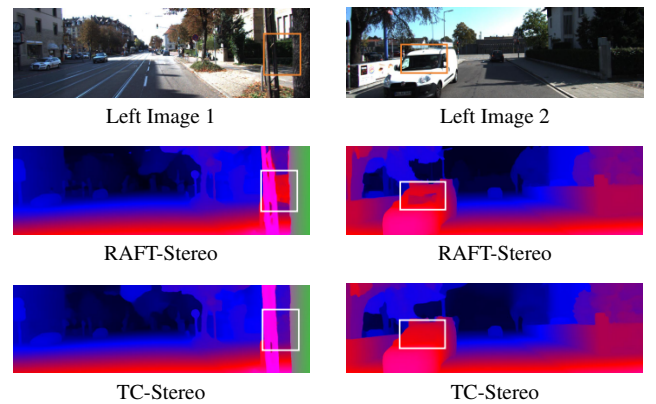 Left Image 1
Left Image 2
RAFT-Stereo
RAFT-Stereo
TC-Stereo
TC-Stereo